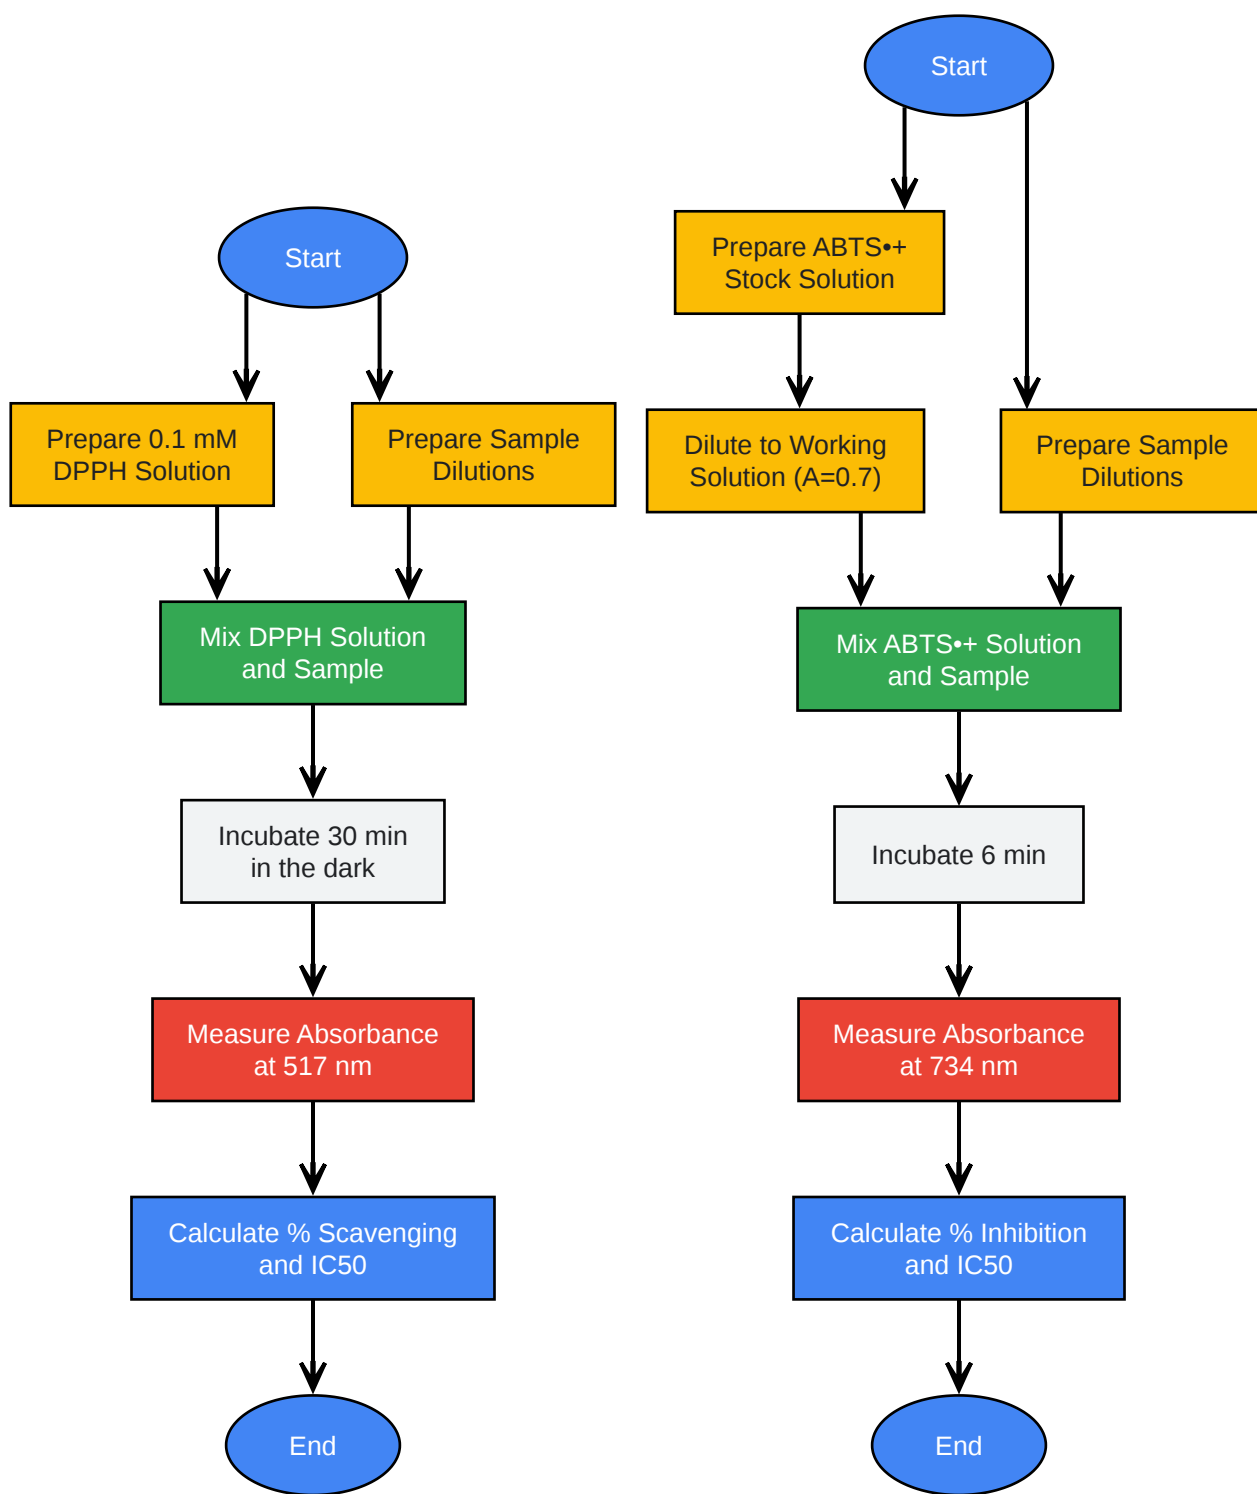 Start
Prepare 0.1 mM
DPPH Solution
Prepare Sample
Dilutions
Mix DPPH Solution
and Sample
Incubate 30 min
in the dark
Measure Absorbance
at 517 nm
Calculate % Scavenging
and IC50
End
Start
Prepare ABTS•+
Stock Solution
Dilute to Working
Solution (A=0.7)
Prepare Sample
Dilutions
Mix ABTS•+ Solution
and Sample
Incubate 6 min
Measure Absorbance
at 734 nm
Calculate % Inhibition
and IC50
End